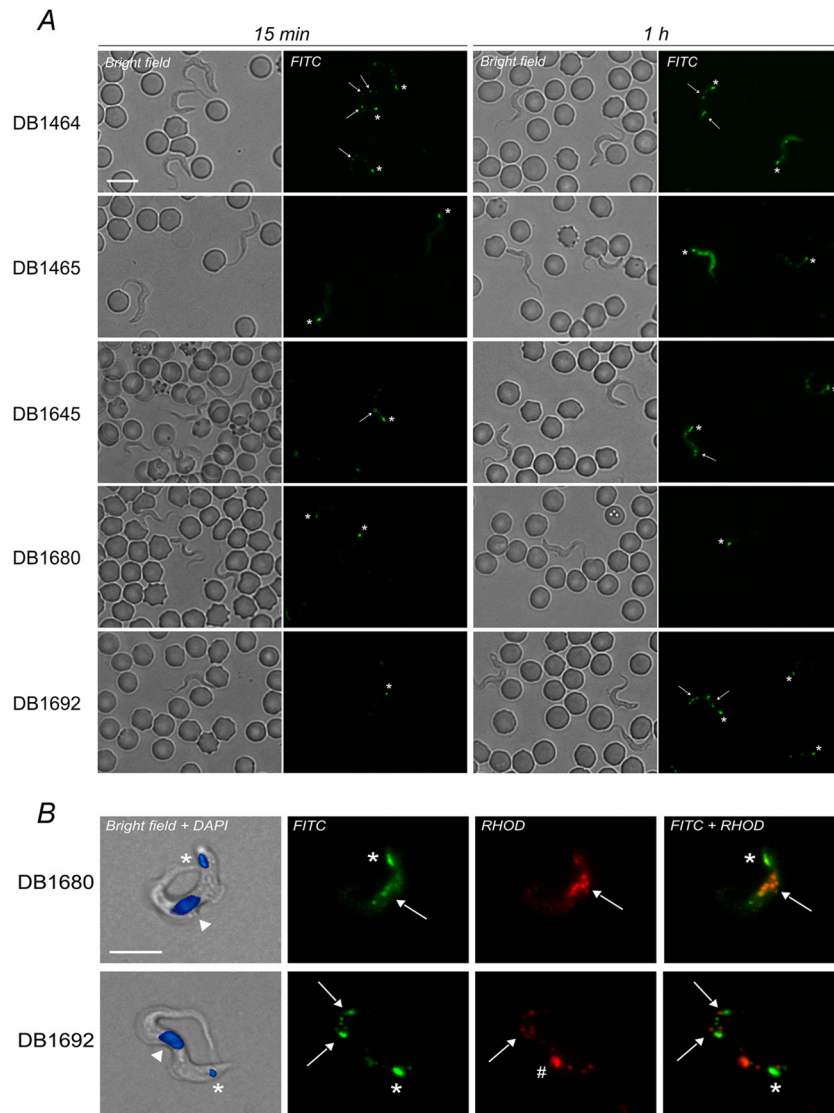 A
15 min
1 h
Bright field
FITC
Bright field
FITC
DB1464
* * *
* *
DB1465
* *
* *
DB1645
*
* *
DB1680
* *
*
DB1692
*
* * *
B
Bright field + DAPI
FITC
RHOD
FITC + RHOD
DB1680
* * *
DB1692
* * # *